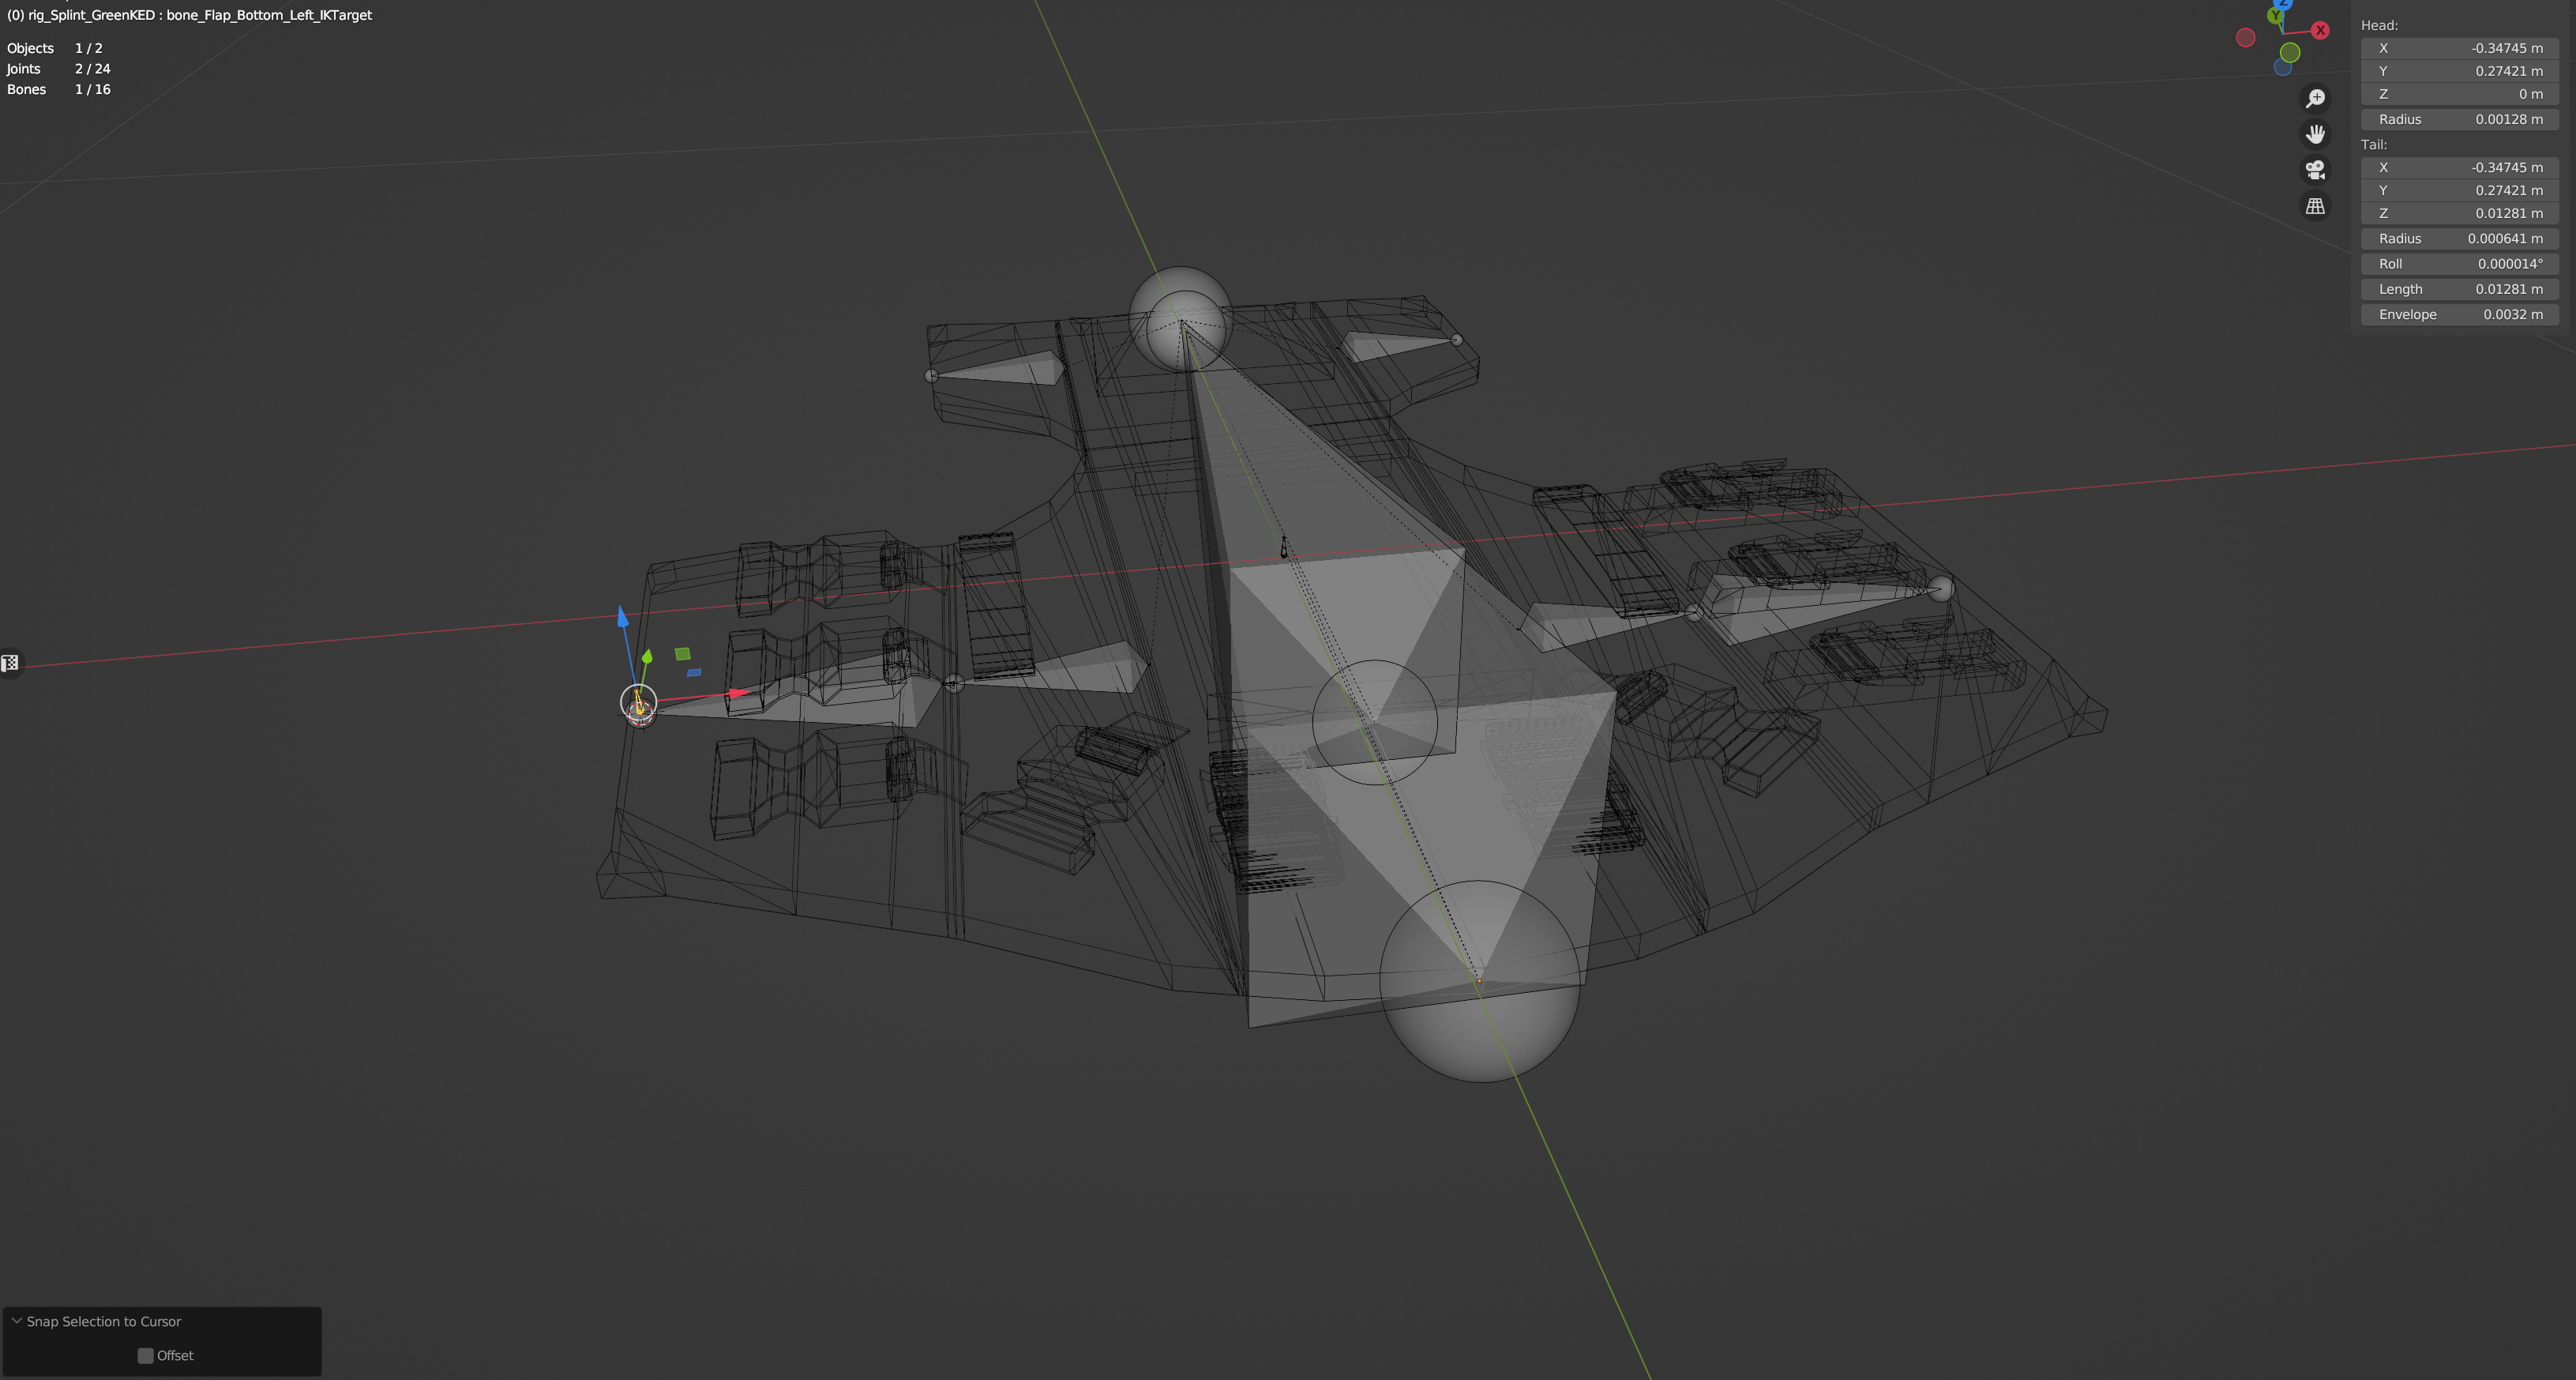 (0) rig_Splint_GreenKED : bone_Flap_Bottom_Left_IKTarget
Objects 1 / 2
Joints 2 / 24
Bones 1 / 16
Z
Y
X
Head:
X -0.34745 m
Y 0.27421 m
Z 0 m
Radius 0.00128 m
Tail:
X -0.34745 m
Y 0.27421 m
Z 0.01281 m
Radius 0.000641 m
Roll 0.000014°
Length 0.01281 m
Envelope 0.0032 m
Snap Selection to Cursor
Offset